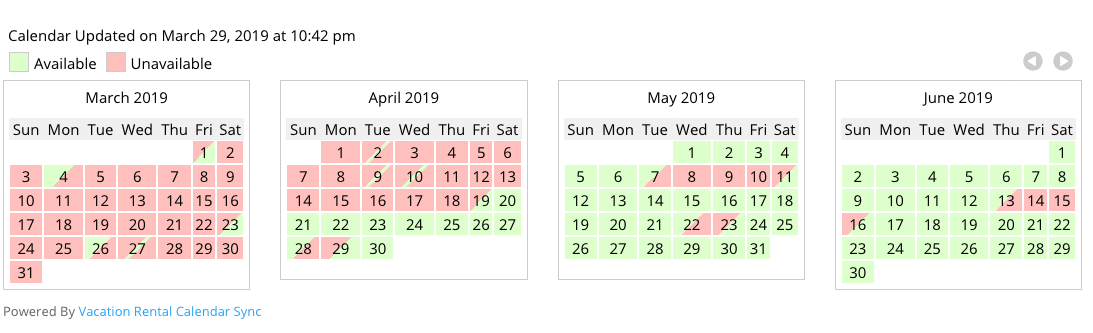 Calendar Updated on March 29, 2019 at 10:42 pm
Available Unavailable
March 2019
Sun Mon Tue Wed Thu Fri Sat
1 2
3 4 5 6 7 8 9
10 11 12 13 14 15 16
17 18 19 20 21 22 23
24 25 26 27 28 29 30
31
April 2019
Sun Mon Tue Wed Thu Fri Sat
1 2 3 4 5 6
7 8 9 10 11 12 13
14 15 16 17 18 19 20
21 22 23 24 25 26 27
28 29 30
May 2019
Sun Mon Tue Wed Thu Fri Sat
1 2 3 4
5 6 7 8 9 10 11
12 13 14 15 16 17 18
19 20 21 22 23 24 25
26 27 28 29 30 31
June 2019
Sun Mon Tue Wed Thu Fri Sat
1
2 3 4 5 6 7 8
9 10 11 12 13 14 15
16 17 18 19 20 21 22
23 24 25 26 27 28 29
30
Powered By Vacation Rental Calendar Sync